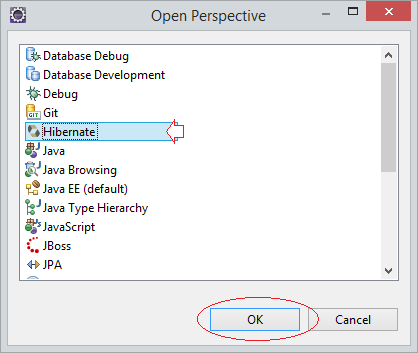 Open Perspective
Database Debug
Database Development
Debug
Git
Hibernate
Java
Java Browsing
Java EE (default)
Java Type Hierarchy
JavaScript
JBoss
JPA
OK
Cancel